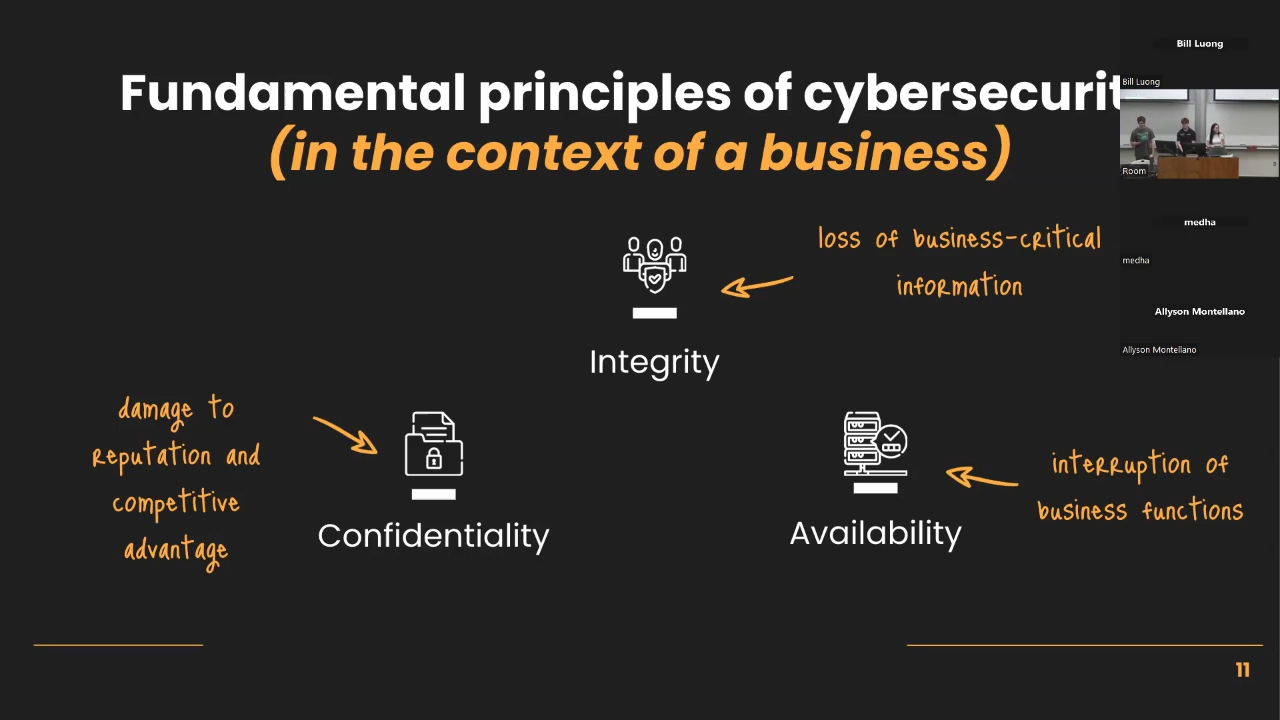 Fundamental principles of cybersecurit
(in the context of a business)
Bill Luong
Bill Luong
Room
medha
medha
Allyson Montellano
Allyson Montellano
loss of business-critical
information
Integrity
damage to
reputation and
competitive
advantage
Confidentiality
interruption of
business functions
Availability
11